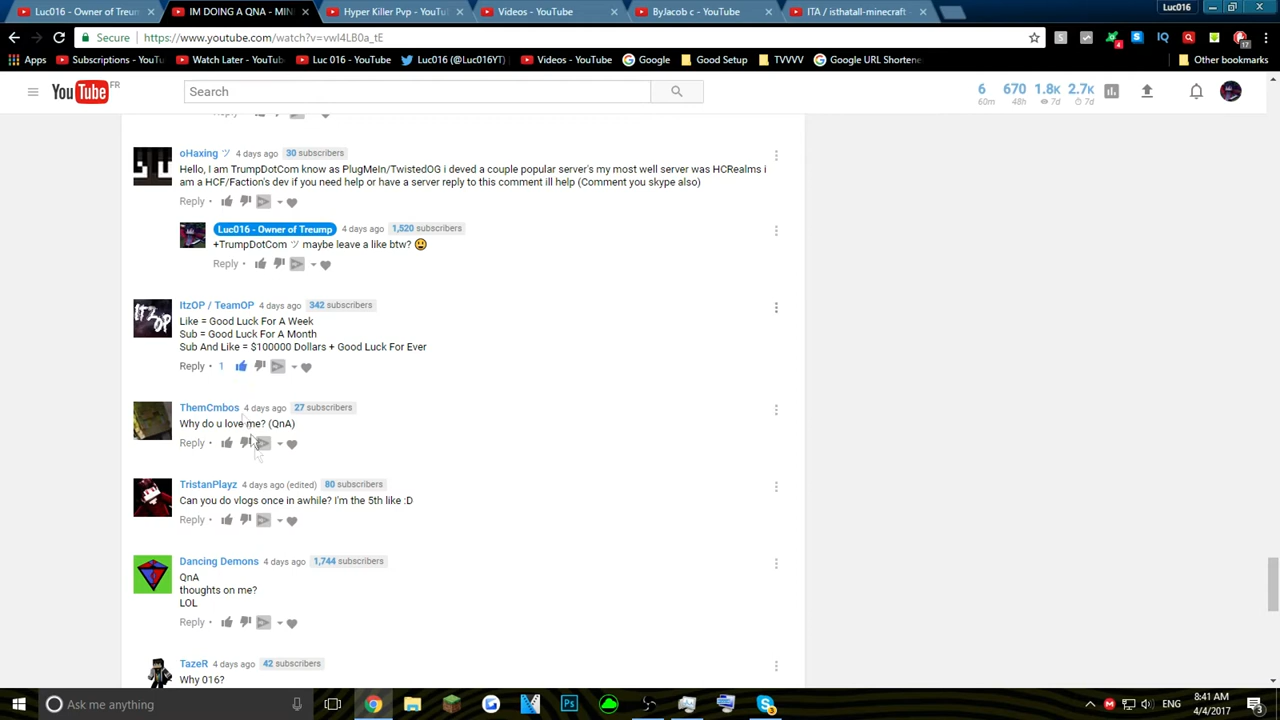 Luc016 - Owner of Treum
IM DOING A QNA - MIN
Hyper Killer Pvp - YouTu
Videos - YouTube
ByJacob c - YouTube
ITA / isthatall-minecraft
Luc016
Secure
https://www.youtube.com/watch?v=vwl4LB0a_tE
IQ
4
17
Apps
Subscriptions - YouTu
Watch Later - YouTub
Luc 016 - YouTube
Luc016 (@Luc016YT)
Videos - YouTube
Google
Good Setup
TVVVV
Google URL Shortene
Other bookmarks
YouTube FR
Search
6 670 1.8K 2.7K
60m 48h 7d 7d
oHaxing ツ 4 days ago 30 subscribers
Hello, I am TrumpDotCom know as PlugMeIn/TwistedOG i deved a couple popular server's my most well server was HCRealms i
am a HCF/Faction's dev if you need help or have a server reply to this comment ill help (Comment you skype also)
Reply •
Luc016 - Owner of Treump 4 days ago 1,520 subscribers
+TrumpDotCom ツ maybe leave a like btw? 😃
Reply •
ItzOP / TeamOP 4 days ago 342 subscribers
Like = Good Luck For A Week
Sub = Good Luck For A Month
Sub And Like = $100000 Dollars + Good Luck For Ever
Reply • 1
ThemCmbos 4 days ago 27 subscribers
Why do u love me? (QnA)
Reply •
TristanPlayz 4 days ago (edited) 80 subscribers
Can you do vlogs once in awhile? I'm the 5th like :D
Reply •
Dancing Demons 4 days ago 1,744 subscribers
QnA
thoughts on me?
LOL
Reply •
TazeR 4 days ago 42 subscribers
Why 016?
Ask me anything
Ps
ENG
8:41 AM
4/4/2017